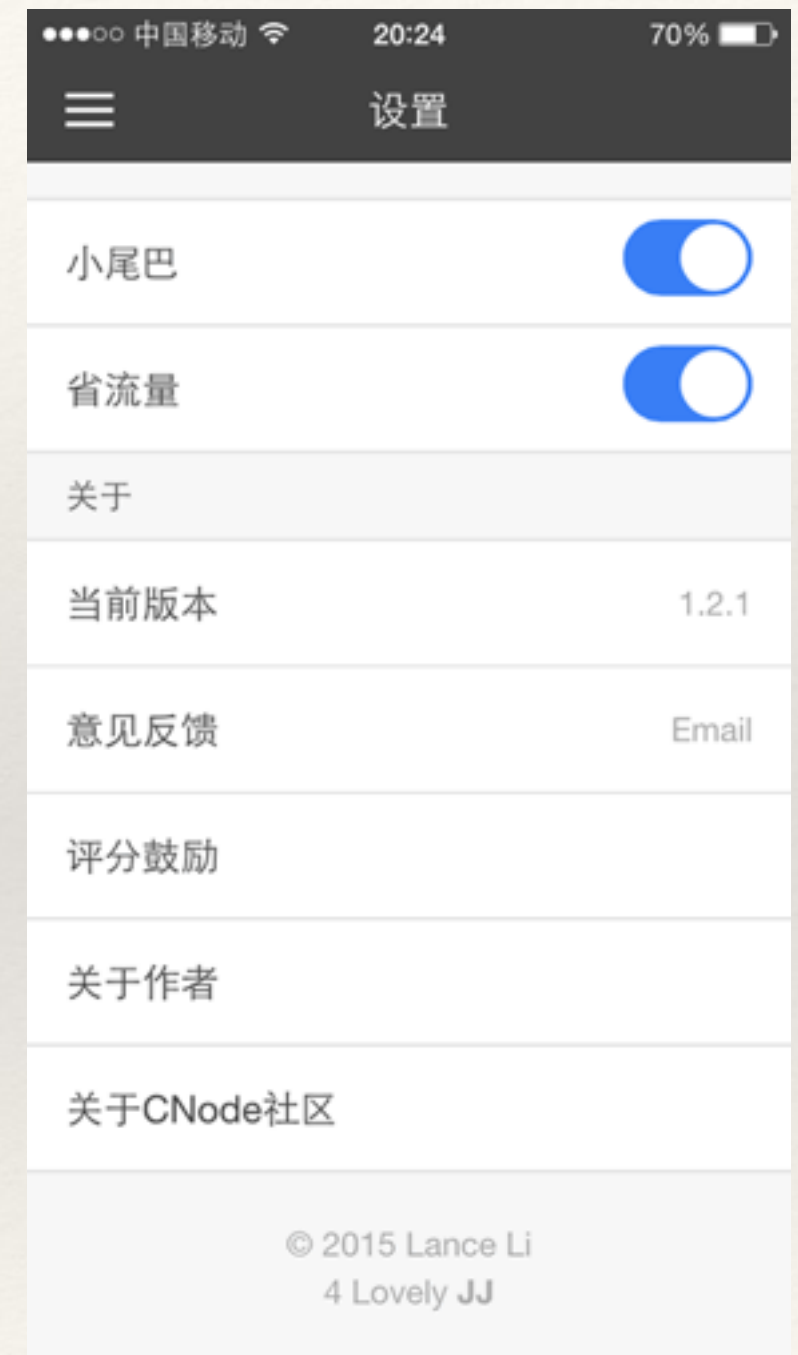 中国移动 20:24 70%
设置
小尾巴
省流量
关于
当前版本 1.2.1
意见反馈 Email
评分鼓励
关于作者
关于CNode社区
© 2015 Lance Li
4 Lovely JJ